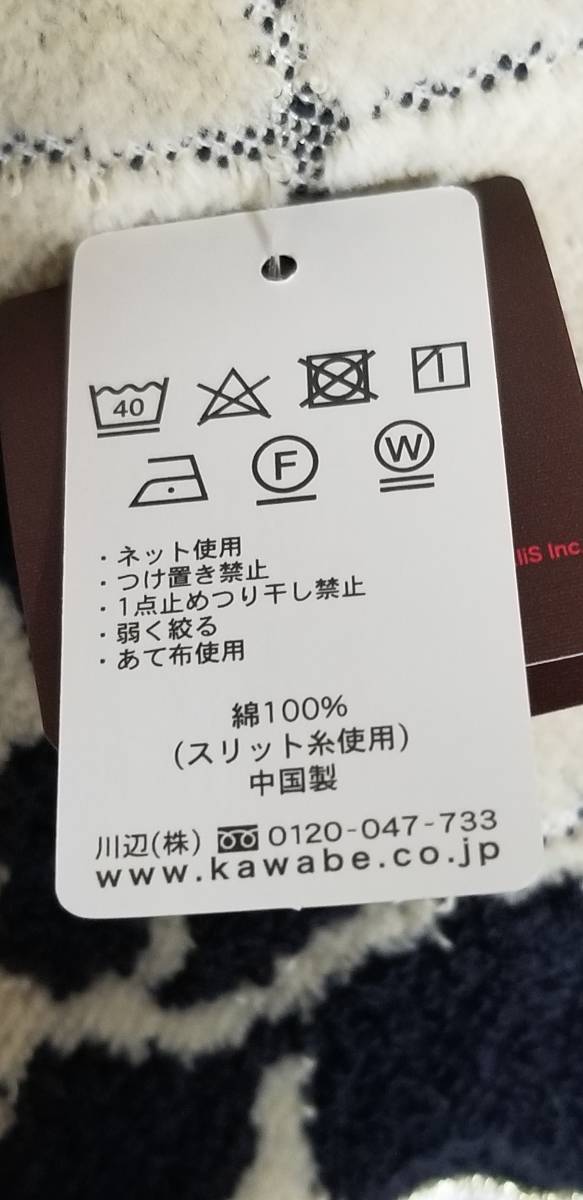 40
F
W
・ネット使用
・つけ置き禁止
・1点止めつり干し禁止
・弱く絞る
・あて布使用
綿100%
(スリット糸使用)
中国製
川辺(株) 0120-047-733
www.kawabe.co.jp
liS Inc